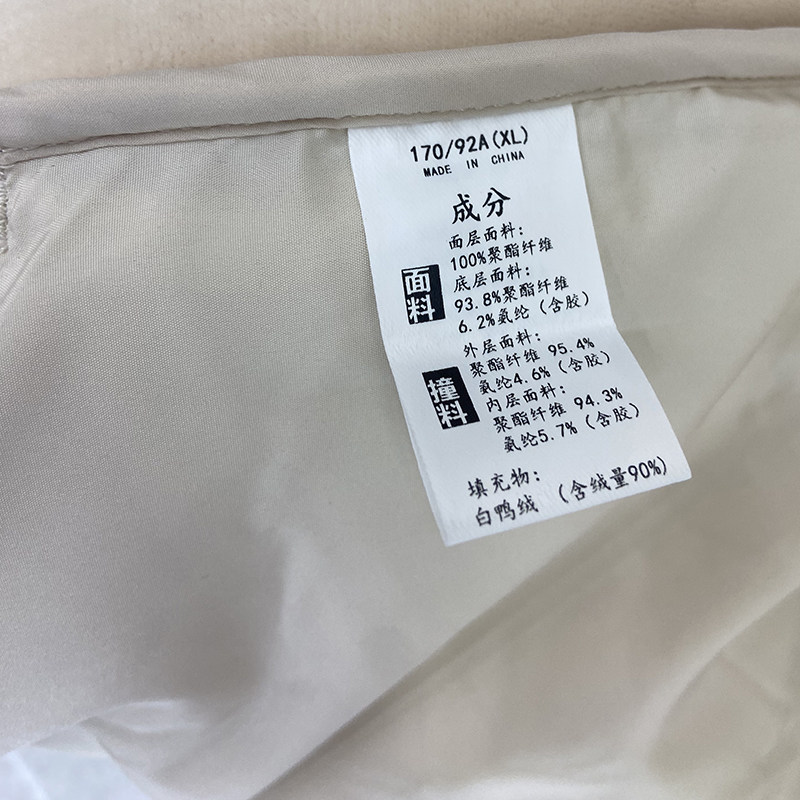 170/92A(XL)
MADE IN CHINA
成分
面料
面层面料：
100%聚酯纤维
底层面料：
93.8%聚酯纤维
6.2%氨纶（含胶）
撞料
外层面料：
聚酯纤维 95.4%
氨纶4.6%（含胶）
内层面料：
聚酯纤维 94.3%
氨纶5.7%（含胶）
填充物：
白鸭绒 （含绒量90%）